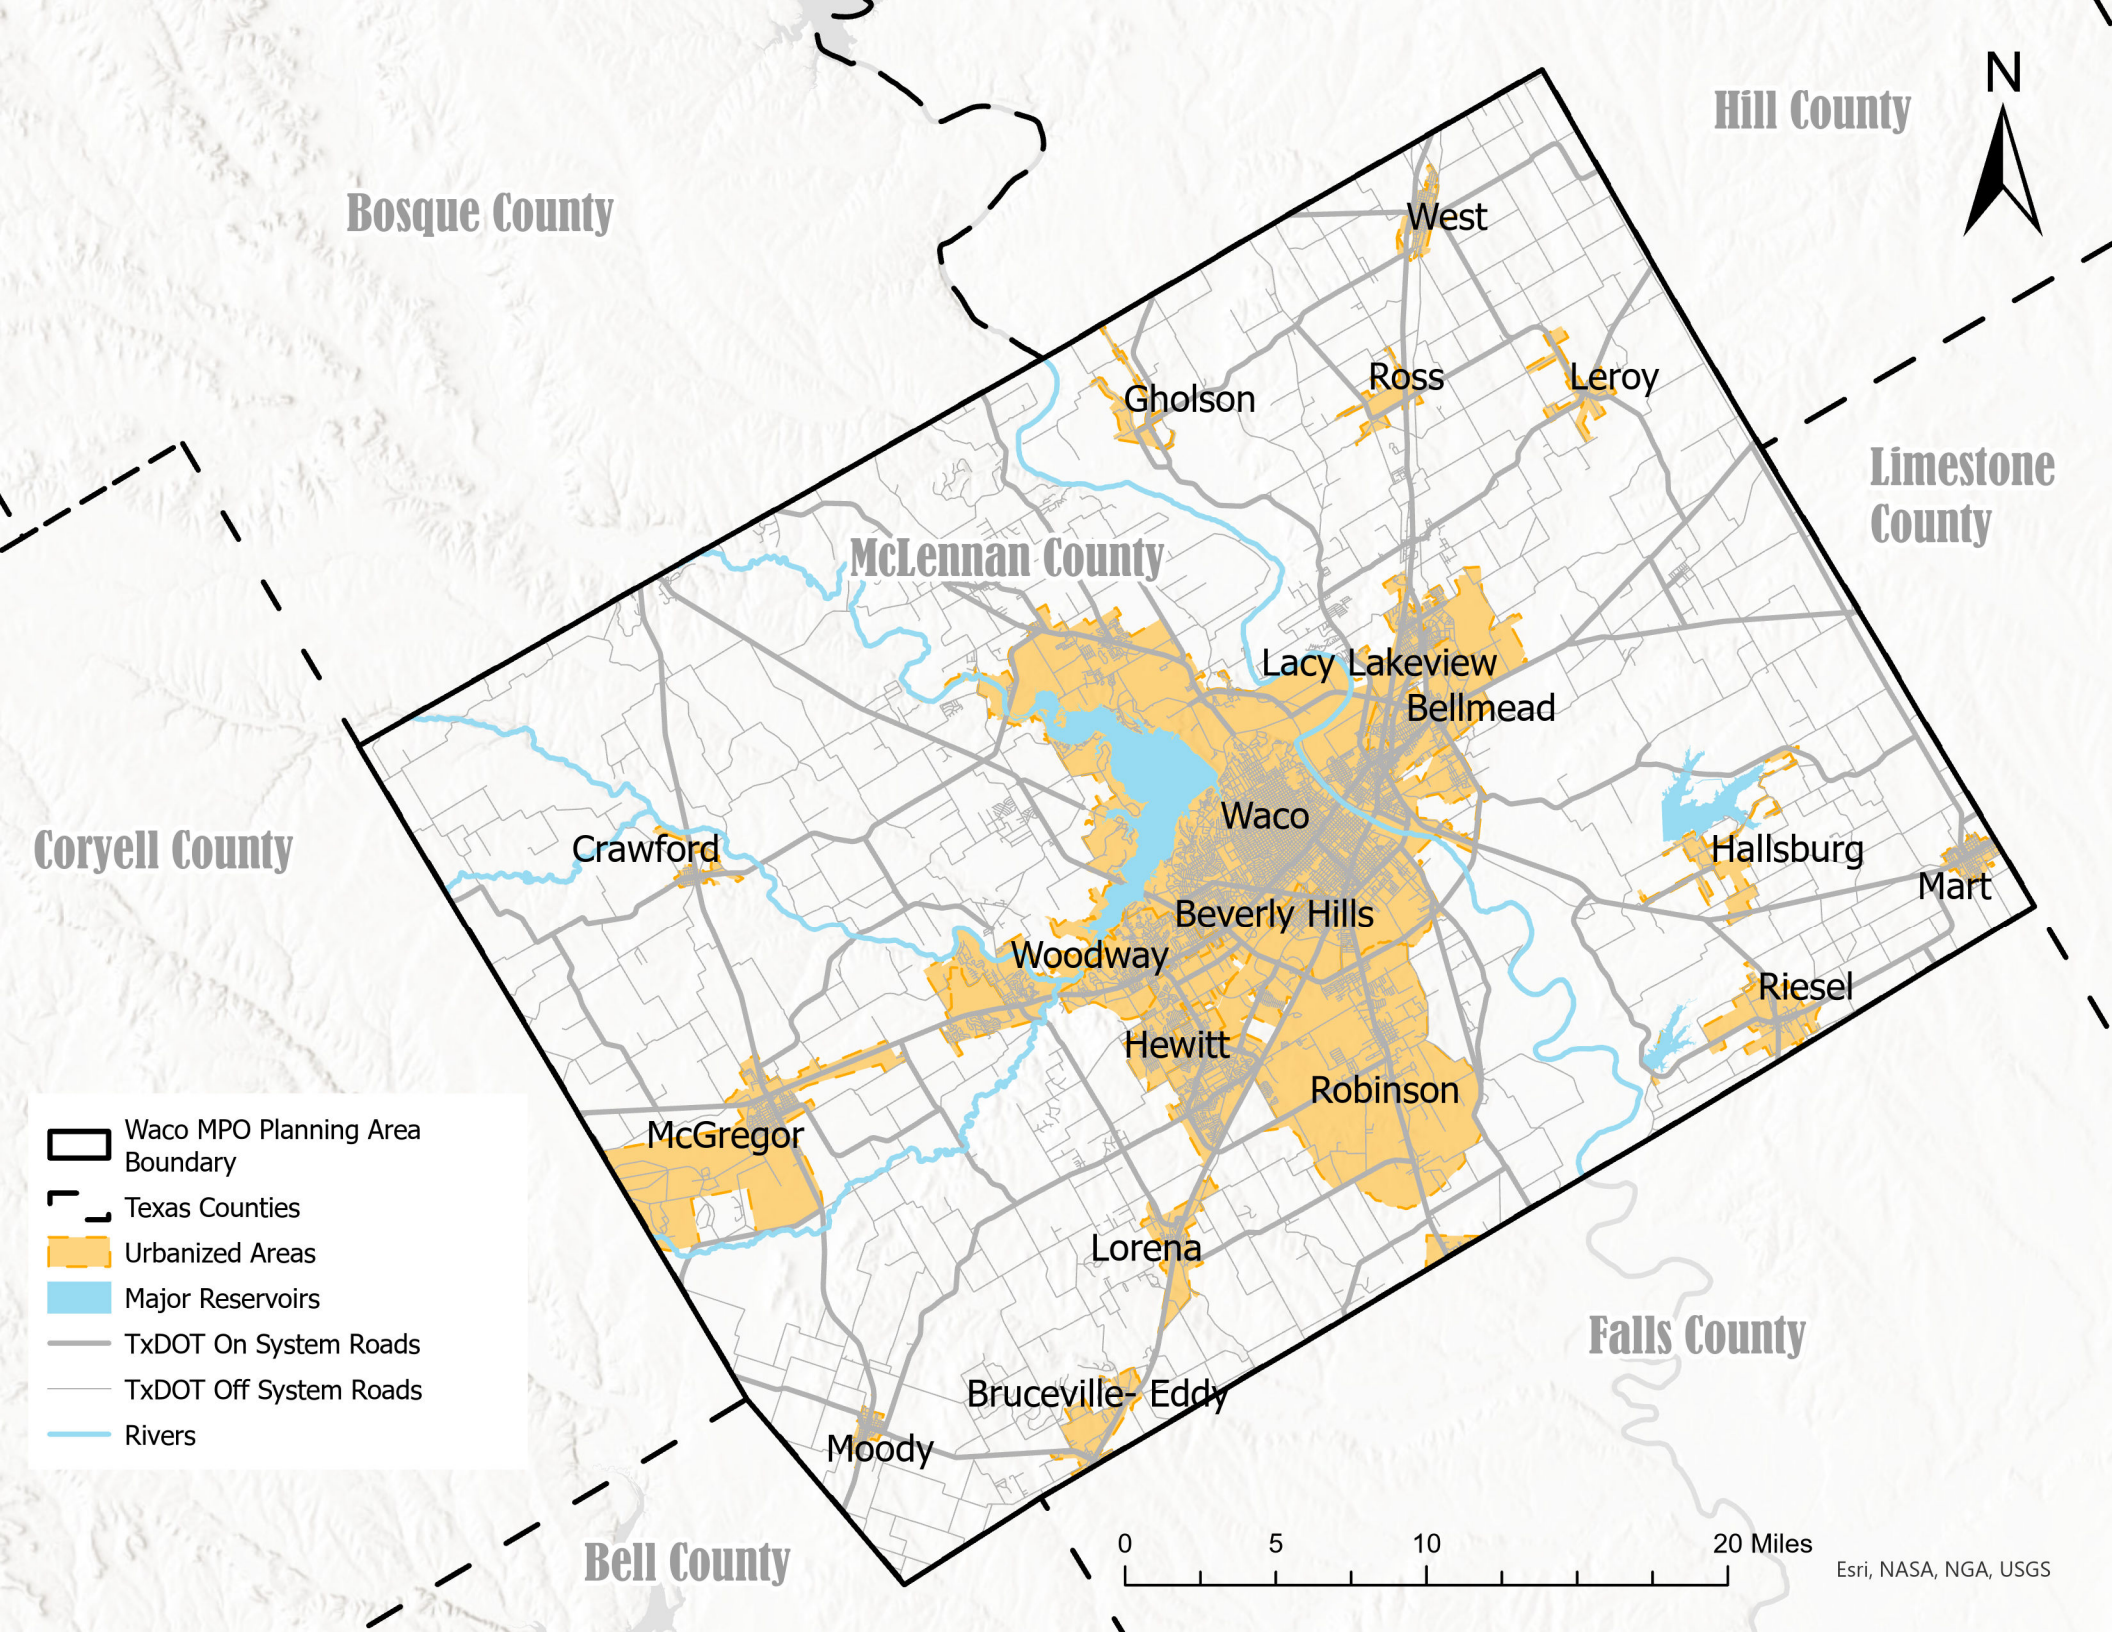 N
Hill County
Bosque County
West
Ross
Leroy
Gholson
Limestone
County
McLennan County
Lacy Lakeview
Bellmead
Waco
Crawford
Coryell County
Hallsburg
Mart
Beverly Hills
Woodway
Riesel
Hewitt
Robinson
McGregor
Waco MPO Planning Area
Boundary
Texas Counties
Urbanized Areas
Major Reservoirs
TxDOT On System Roads
TxDOT Off System Roads
Rivers
Lorena
Falls County
Bruceville- Eddy
Moody
Bell County
0 5 10 20 Miles
Esri, NASA, NGA, USGS